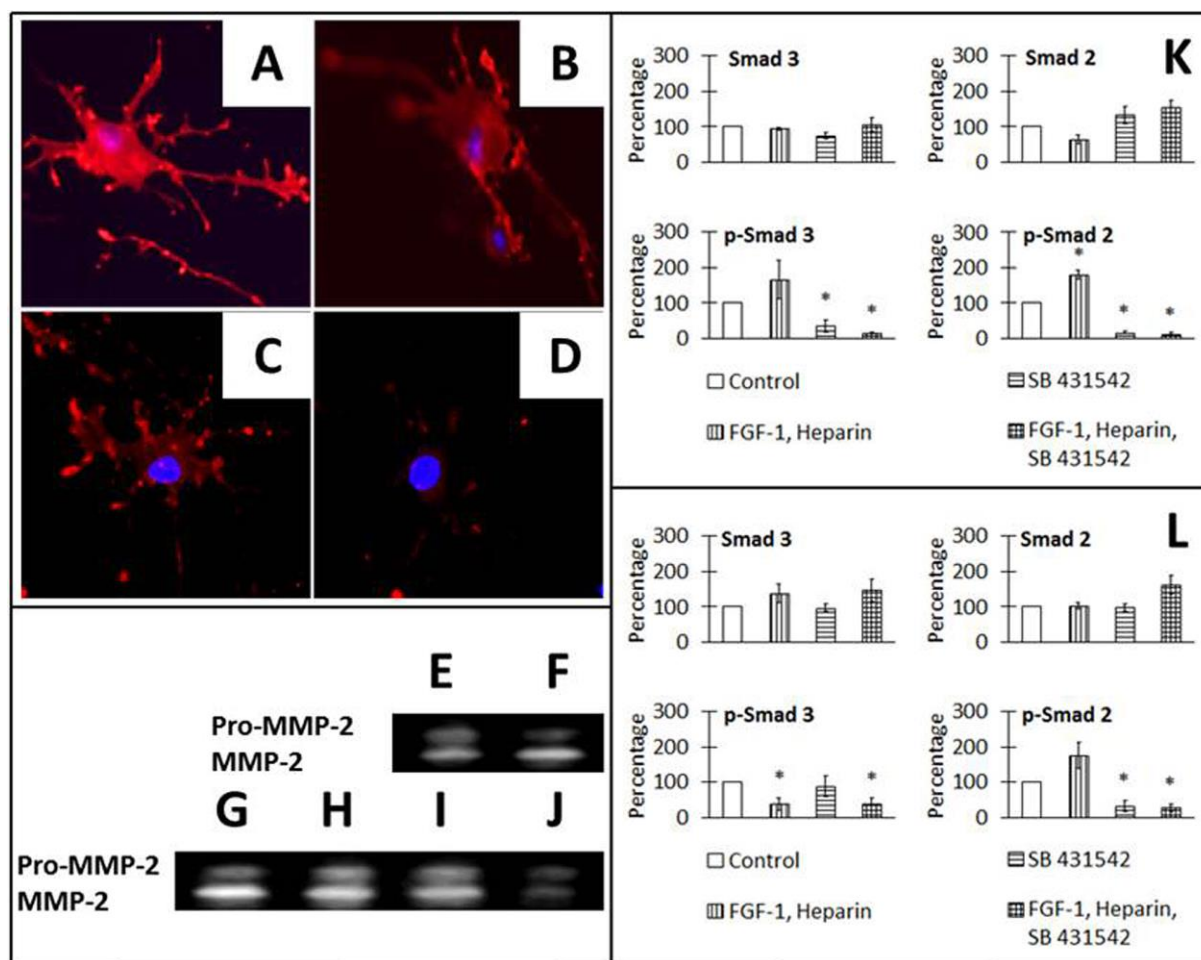 A
B
C
D
E
F
Pro-MMP-2
MMP-2
G
H
I
J
Pro-MMP-2
MMP-2
K
Smad 3
Percentage
300
200
100
0
Smad 2
Percentage
300
200
100
0
p-Smad 3
Percentage
300
200
100
0
*
*
p-Smad 2
Percentage
300
200
100
0
*
*
*
Control
SB 431542
FGF-1, Heparin
FGF-1, Heparin,
SB 431542
L
Smad 3
Percentage
300
200
100
0
Smad 2
Percentage
300
200
100
0
p-Smad 3
Percentage
300
200
100
0
*
*
p-Smad 2
Percentage
300
200
100
0
*
*
Control
SB 431542
FGF-1, Heparin
FGF-1, Heparin,
SB 431542